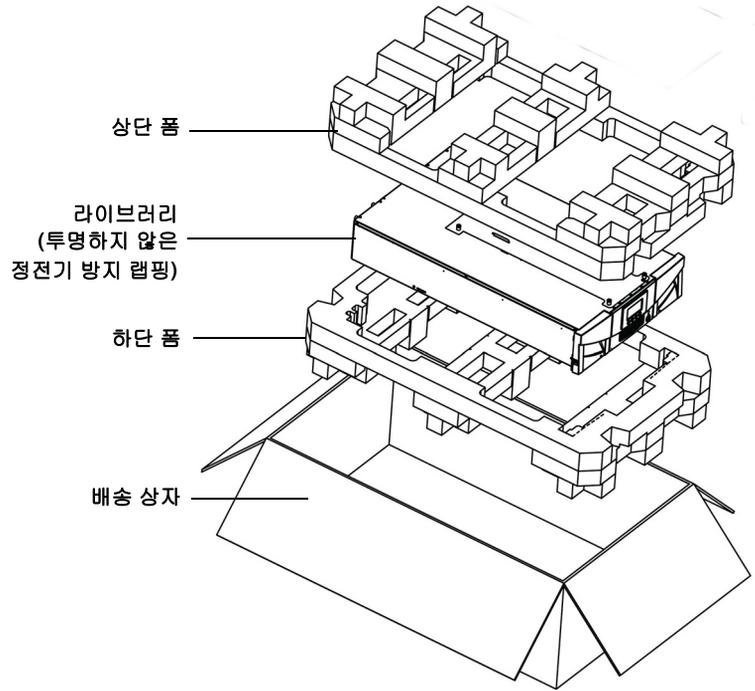 상단 폼
라이브러리
(투명하지 않은
정전기 방지 랩핑)
하단 폼
배송 상자